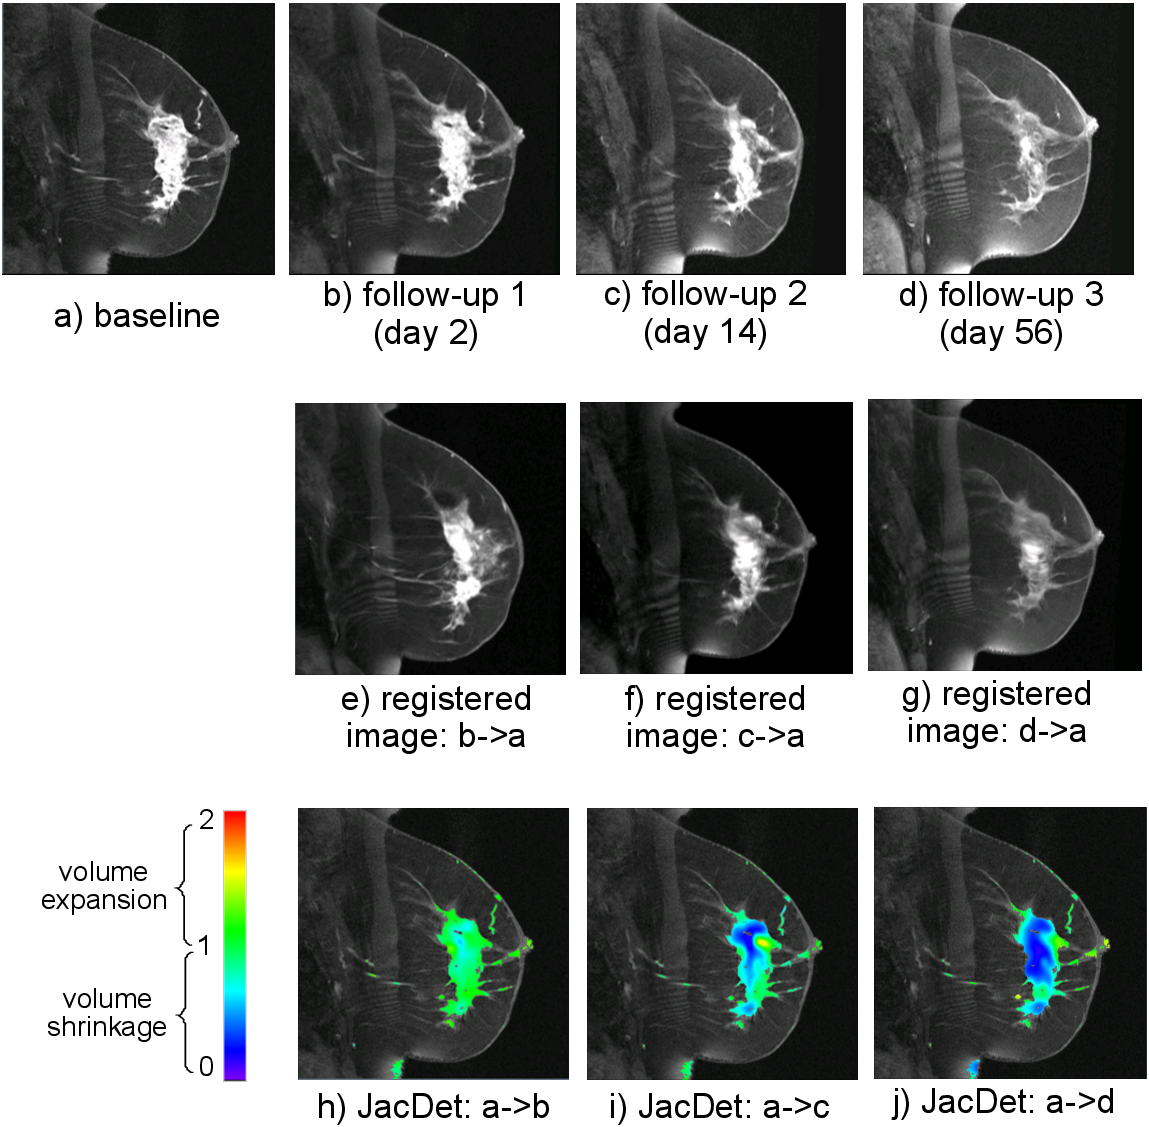 a) baseline
b) follow-up 1
(day 2)
c) follow-up 2
(day 14)
d) follow-up 3
(day 56)
e) registered
image: b->a
f) registered
image: c->a
g) registered
image: d->a
2
volume
expansion
1
volume
shrinkage
0
h) JacDet: a->b
i) JacDet: a->c
j) JacDet: a->d